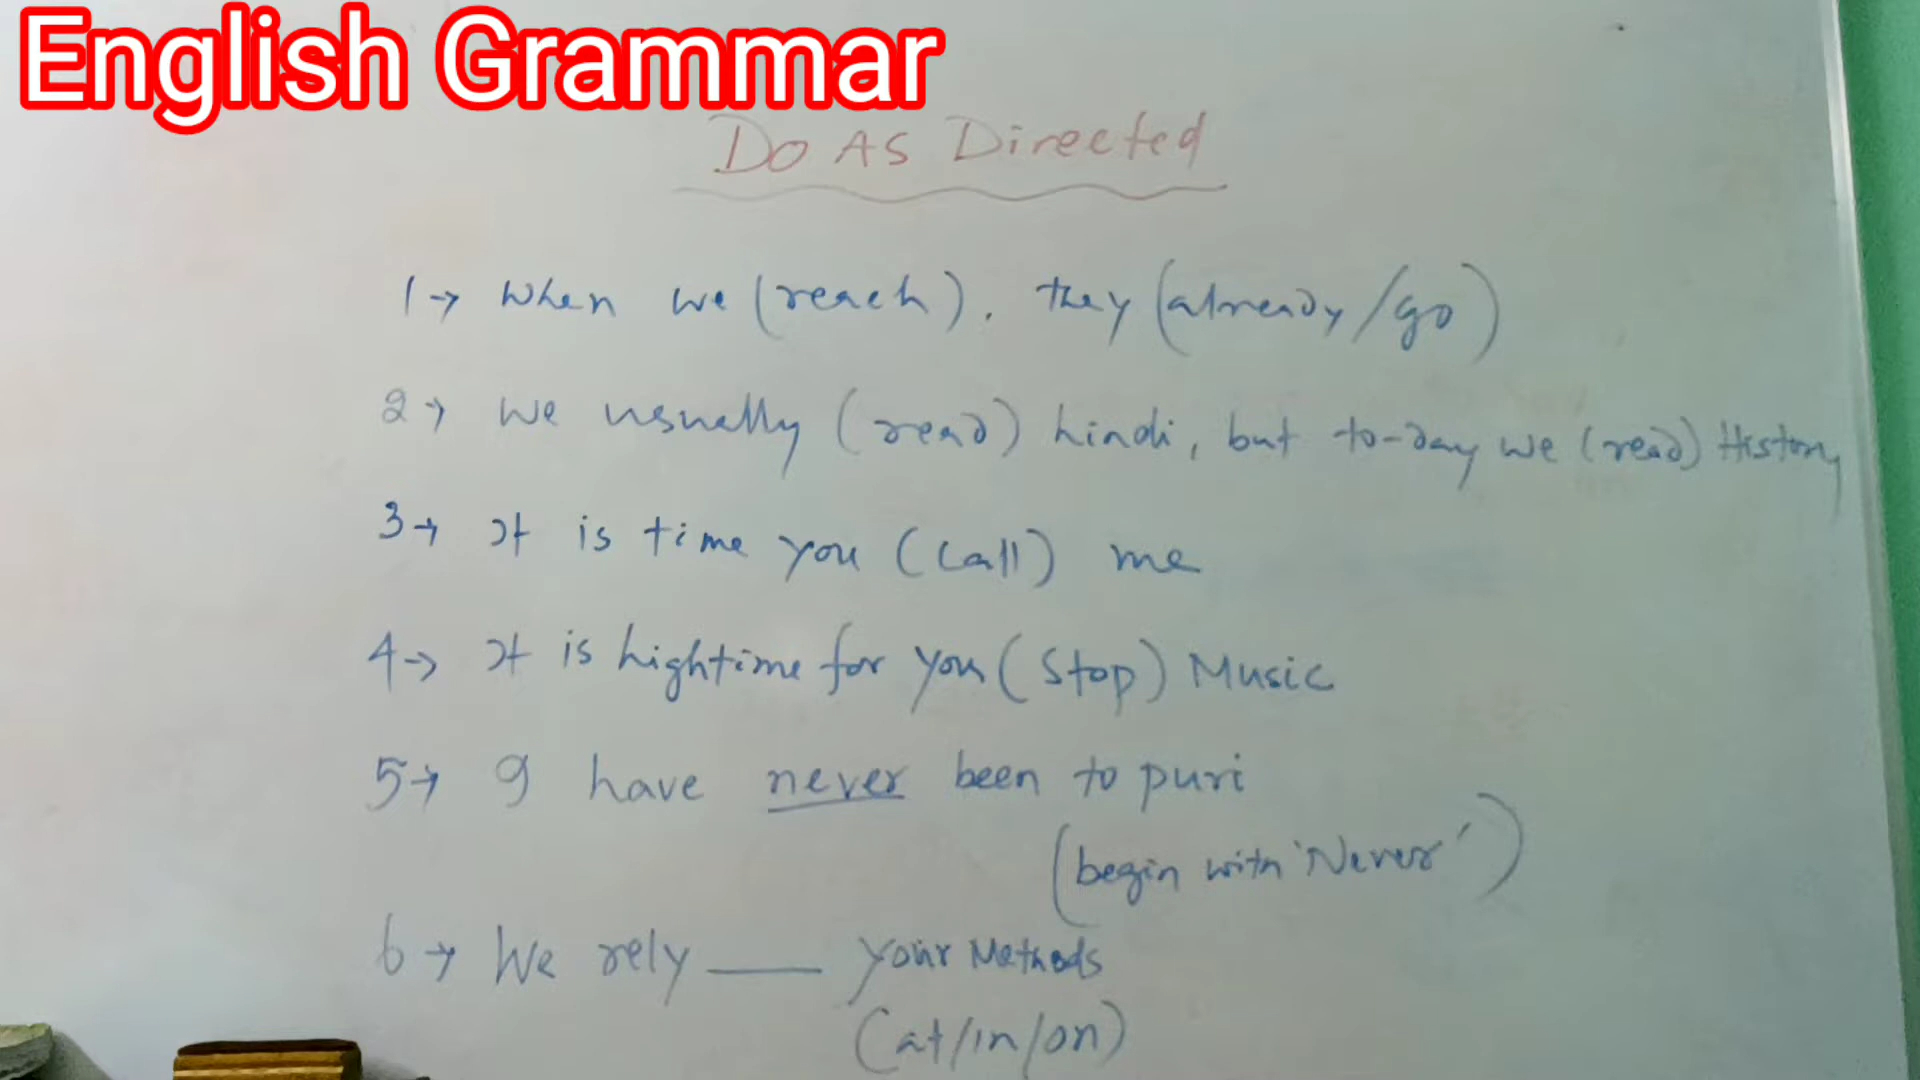 English Grammar
Do As Directed
1→ When we (reach), they (already/go)
2→ We usually (read) hindi, but to-day we (read) History
3→ It is time you (call) me
4→ It is hightime for you (stop) Music
5→ I have never been to puri
(begin with 'Never')
6→ We rely ___ your Methods
(at/in/on)